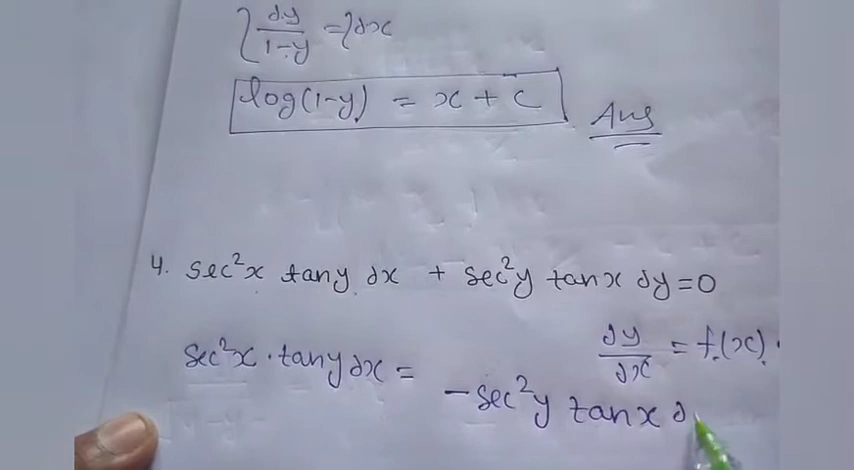 ∫ dy/1-y = ∫dx
log(1-y) = x + c Ans
4. sec²x tany dx + sec²y tanx dy = 0
sec²x · tany dx = dy/dx = f(x) ·
- sec²y tanx d